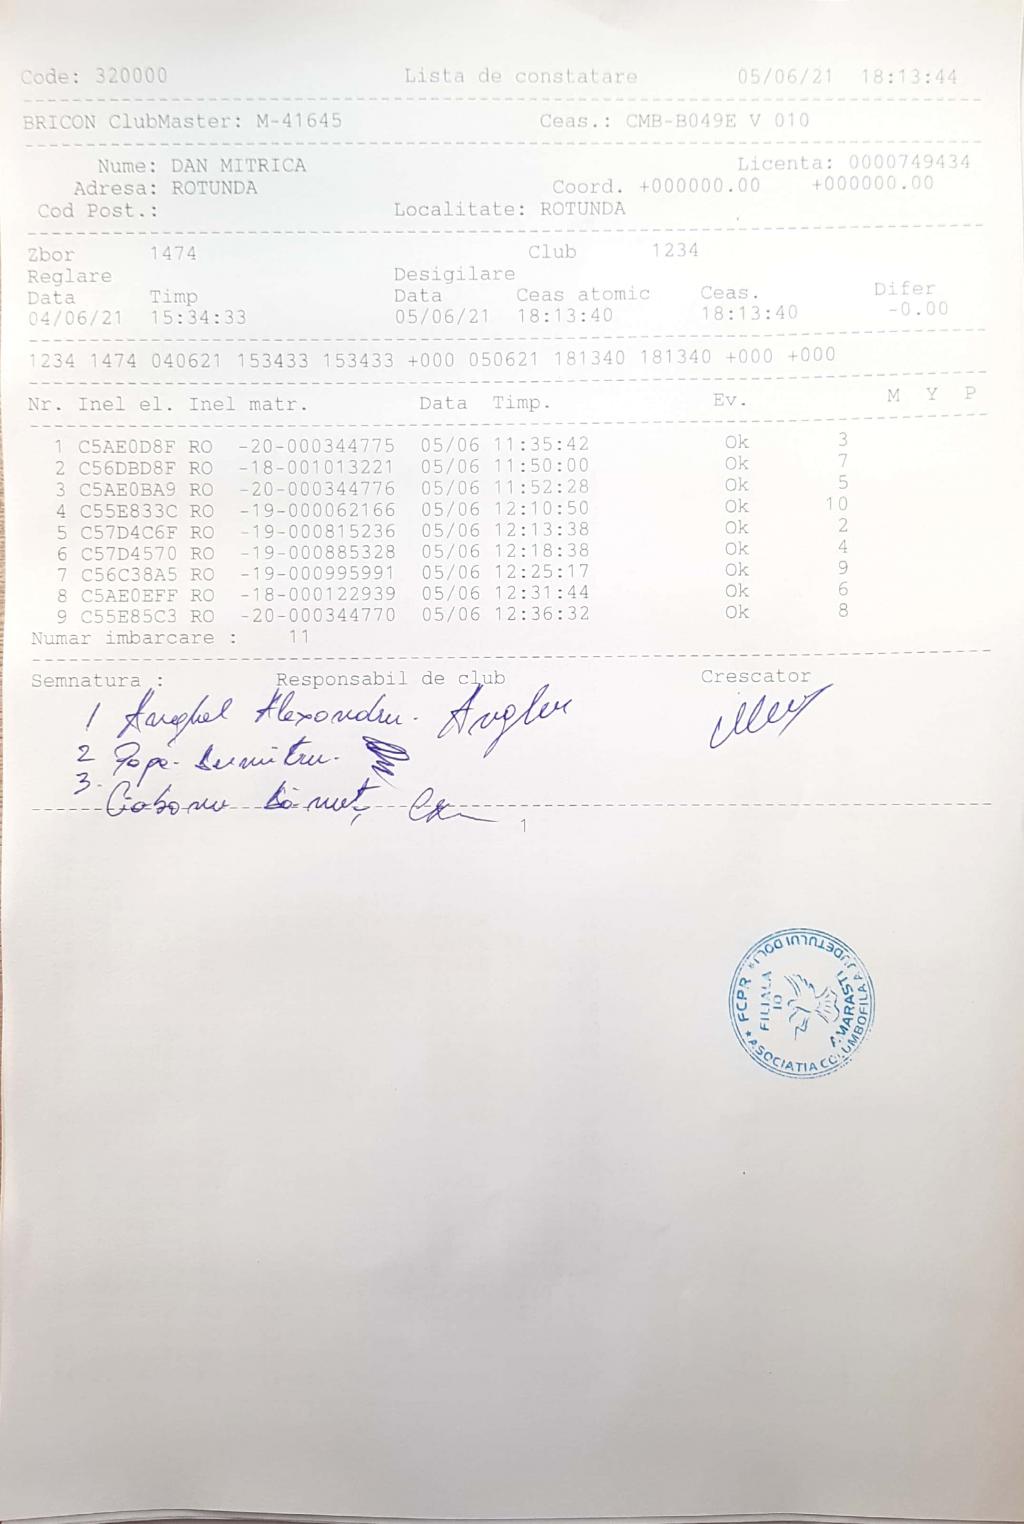 Code: 320000 Lista de constatare 05/06/21 18:13:44
BRICON ClubMaster: M-41645 Ceas.: CMB-B049E V 010
Nume: DAN MITRICA Licenta: 0000749434
Adresa: ROTUNDA Coord. +000000.00 +000000.00
Cod Post.: Localitate: ROTUNDA
Zbor 1474 Club 1234
Reglare Desigilare
Data Timp Data Ceas atomic Ceas. Difer
04/06/21 15:34:33 05/06/21 18:13:40 18:13:40 -0.00
1234 1474 040621 153433 153433 +000 050621 181340 181340 +000 +000
Nr. Inel el. Inel matr. Data Timp. Ev. M Y P
1 C5AE0D8F RO -20-000344775 05/06 11:35:42 Ok 3
2 C56DBD8F RO -18-001013221 05/06 11:50:00 Ok 7
3 C5AE0BA9 RO -20-000344776 05/06 11:52:28 Ok 5
4 C55E833C RO -19-000062166 05/06 12:10:50 Ok 10
5 C57D4C6F RO -19-000815236 05/06 12:13:38 Ok 2
6 C57D4570 RO -19-000885328 05/06 12:18:38 Ok 4
7 C56C38A5 RO -19-000995991 05/06 12:25:17 Ok 9
8 C5AE0EFF RO -18-000122939 05/06 12:31:44 Ok 6
9 C55E85C3 RO -20-000344770 05/06 12:36:32 Ok 8
Numar imbarcare : 11
Semnatura : Responsabil de club Crescator
1 Anghel Alexandru.
2 Popa Dumitru.
3.
1
* FCPR * JUDETULUI DOLJ
FILIALA
10
AMARASTI
ASOCIATIA COLUMBOFILA